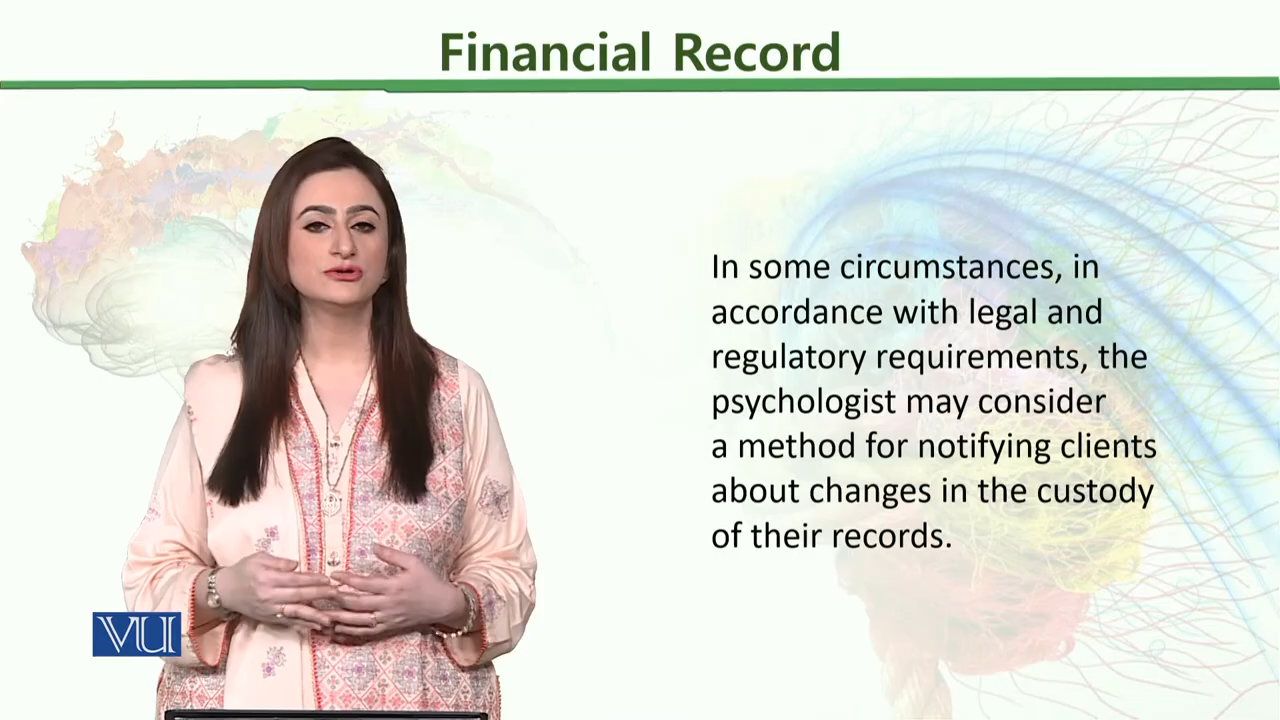 Financial Record
In some circumstances, in
accordance with legal and
regulatory requirements, the
psychologist may consider
a method for notifying clients
about changes in the custody
of their records.
VU